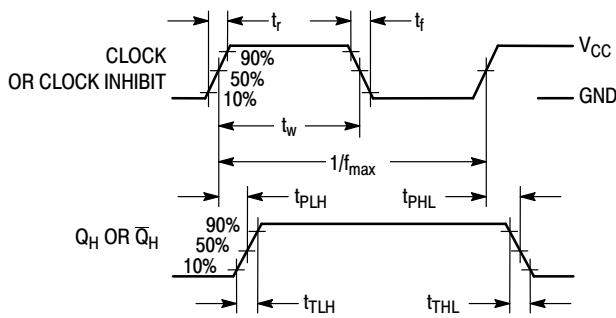 tr
tf
CLOCK
OR CLOCK INHIBIT
90%
50%
10%
VCC
GND
tw
1/fmax
tPLH
tPHL
QH OR Q̅H
90%
50%
10%
tTLH
tTHL